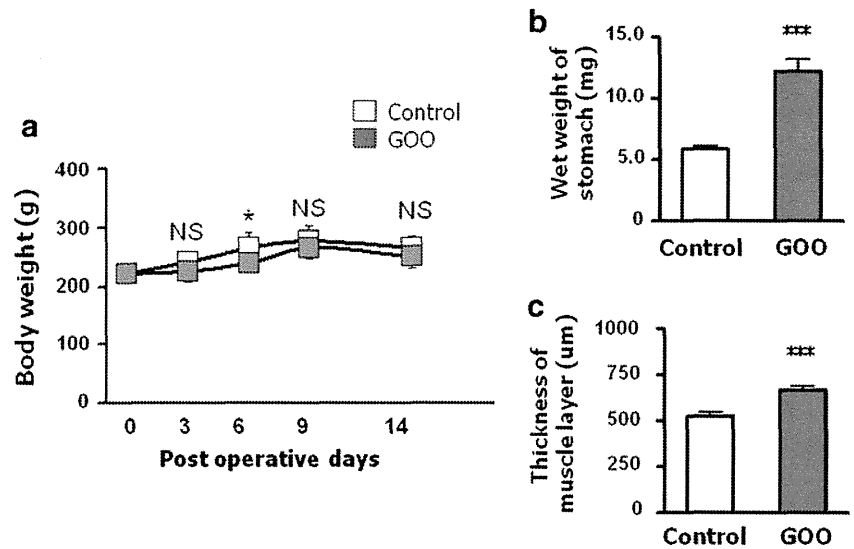 a
Control
GOO
Body weight (g)
400
300
200
100
0
NS
*
NS
NS
0 3 6 9 14
Post operative days
b
Wet weight of
stomach (mg)
15.0
10.0
5.0
0
***
Control GOO
c
Thickness of
muscle layer (um)
1000
750
500
250
0
***
Control GOO